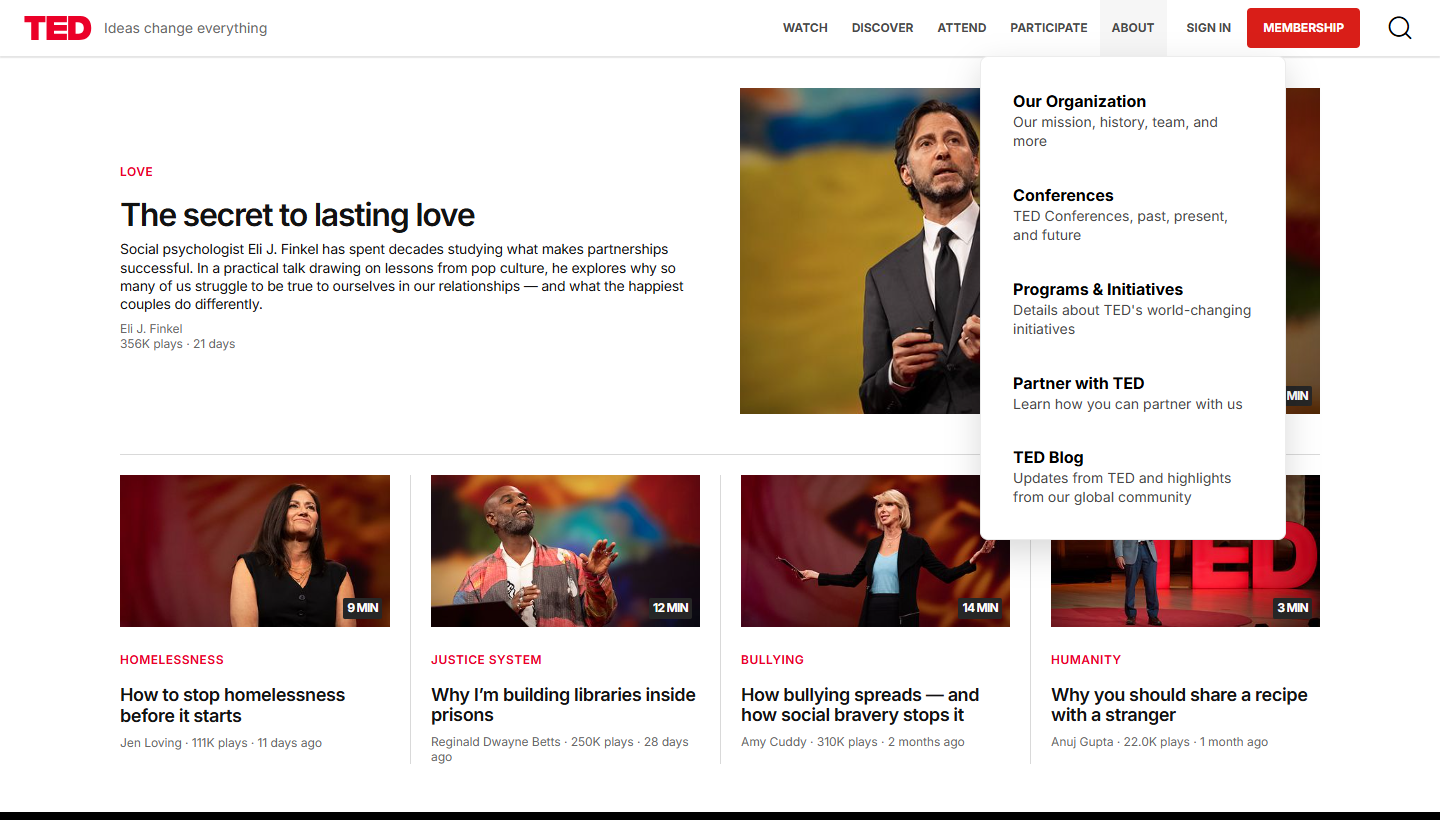 TED Ideas change everything WATCH DISCOVER ATTEND PARTICIPATE ABOUT SIGN IN MEMBERSHIP
LOVE
The secret to lasting love
Social psychologist Eli J. Finkel has spent decades studying what makes partnerships
successful. In a practical talk drawing on lessons from pop culture, he explores why so
many of us struggle to be true to ourselves in our relationships — and what the happiest
couples do differently.
Eli J. Finkel
356K plays · 21 days
Our Organization
Our mission, history, team, and
more
Conferences
TED Conferences, past, present,
and future
Programs & Initiatives
Details about TED's world-changing
initiatives
Partner with TED
Learn how you can partner with us
TED Blog
Updates from TED and highlights
from our global community
MIN
9 MIN
HOMELESSNESS
How to stop homelessness
before it starts
Jen Loving · 111K plays · 11 days ago
12 MIN
JUSTICE SYSTEM
Why I'm building libraries inside
prisons
Reginald Dwayne Betts · 250K plays · 28 days
ago
14 MIN
BULLYING
How bullying spreads — and
how social bravery stops it
Amy Cuddy · 310K plays · 2 months ago
TED
3 MIN
HUMANITY
Why you should share a recipe
with a stranger
Anuj Gupta · 22.0K plays · 1 month ago